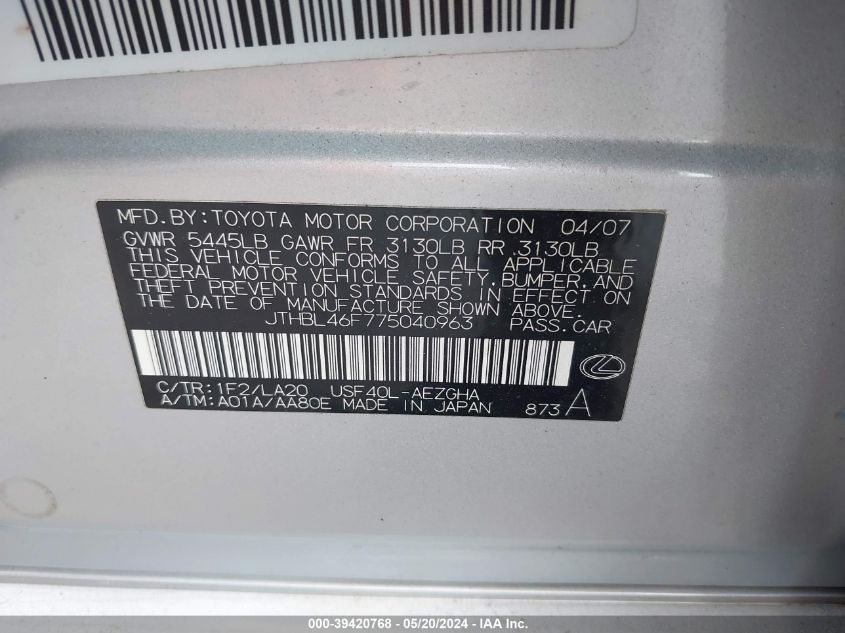 MFD.BY:TOYOTA MOTOR CORPORATION 04/07
GVWR 5445LB GAWR FR 3130LB RR 3130LB
THIS VEHICLE CONFORMS TO ALL APPLICABLE
FEDERAL MOTOR VEHICLE SAFETY,BUMPER,AND
THEFT PREVENTION STANDARDS IN EFFECT ON
THE DATE OF MANUFACTURE SHOWN ABOVE.
JTHBL46F775040963 PASS.CAR
C/TR:1F2/LA20 USF40L-AEZGHA
A/TM:A01A/AA80E MADE IN JAPAN 873A
000-39420768 - 05/20/2024 - IAA Inc.